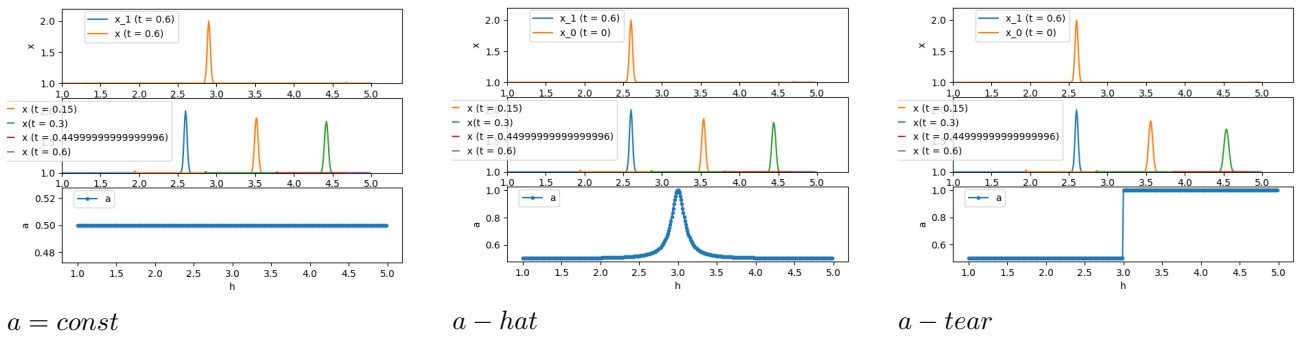 x_1 (t = 0.6)
x (t = 0.6)
2.0
1.5
1.0
x
1.0 1.5 2.0 2.5 3.0 3.5 4.0 4.5 5.0
x (t = 0.15)
x(t = 0.3)
x (t = 0.44999999999999996)
x (t = 0.6)
1.0
1.0 1.5 2.0 2.5 3.0 3.5 4.0 4.5 5.0
a
0.52
0.50
0.48
a
1.0 1.5 2.0 2.5 3.0 3.5 4.0 4.5 5.0
h
a = const
x_1 (t = 0.6)
x_0 (t = 0)
2.0
1.5
1.0
x
1.0 1.5 2.0 2.5 3.0 3.5 4.0 4.5 5.0
x (t = 0.15)
x(t = 0.3)
x (t = 0.44999999999999996)
x (t = 0.6)
1.0
1.0 1.5 2.0 2.5 3.0 3.5 4.0 4.5 5.0
a
1.0
0.8
0.6
a
1.0 1.5 2.0 2.5 3.0 3.5 4.0 4.5 5.0
h
a − hat
x_1 (t = 0.6)
x_0 (t = 0)
2.0
1.5
1.0
x
1.0 1.5 2.0 2.5 3.0 3.5 4.0 4.5 5.0
x (t = 0.15)
x(t = 0.3)
x (t = 0.44999999999999996)
x (t = 0.6)
1.0
1.0 1.5 2.0 2.5 3.0 3.5 4.0 4.5 5.0
a
1.0
0.8
0.6
a
1.0 1.5 2.0 2.5 3.0 3.5 4.0 4.5 5.0
h
a − tear